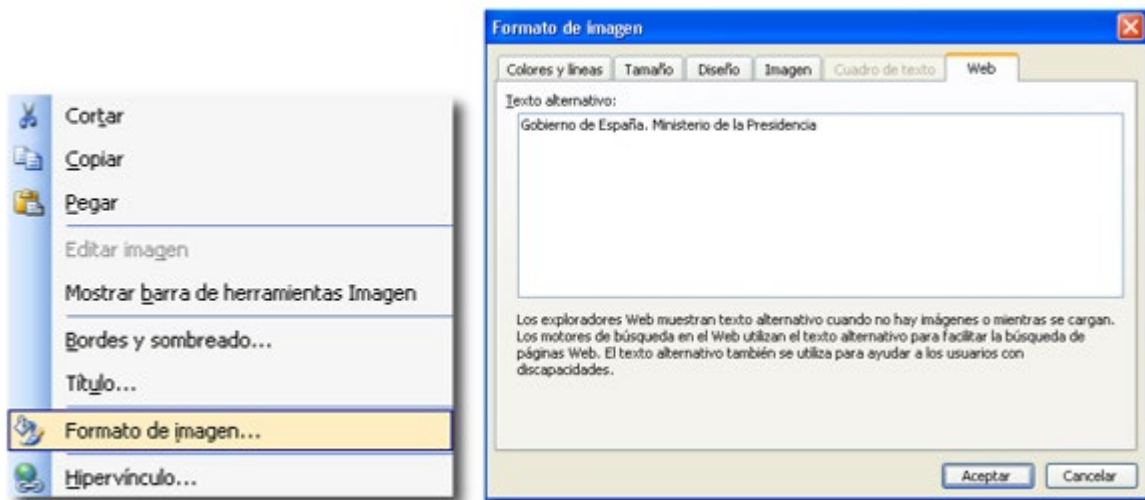 Cortar
Copiar
Pegar
Editar imagen
Mostrar barra de herramientas Imagen
Bordes y sombreado...
Título...
Formato de imagen...
Hipervínculo...
Formato de imagen
Colores y líneas Tamaño Diseño Imagen Cuadro de texto Web
Texto alternativo:
Gobierno de España. Ministerio de la Presidencia
Los exploradores Web muestran texto alternativo cuando no hay imágenes o mientras se cargan.
Los motores de búsqueda en el Web utilizan el texto alternativo para facilitar la búsqueda de
páginas Web. El texto alternativo también se utiliza para ayudar a los usuarios con
discapacidades.
Aceptar Cancelar